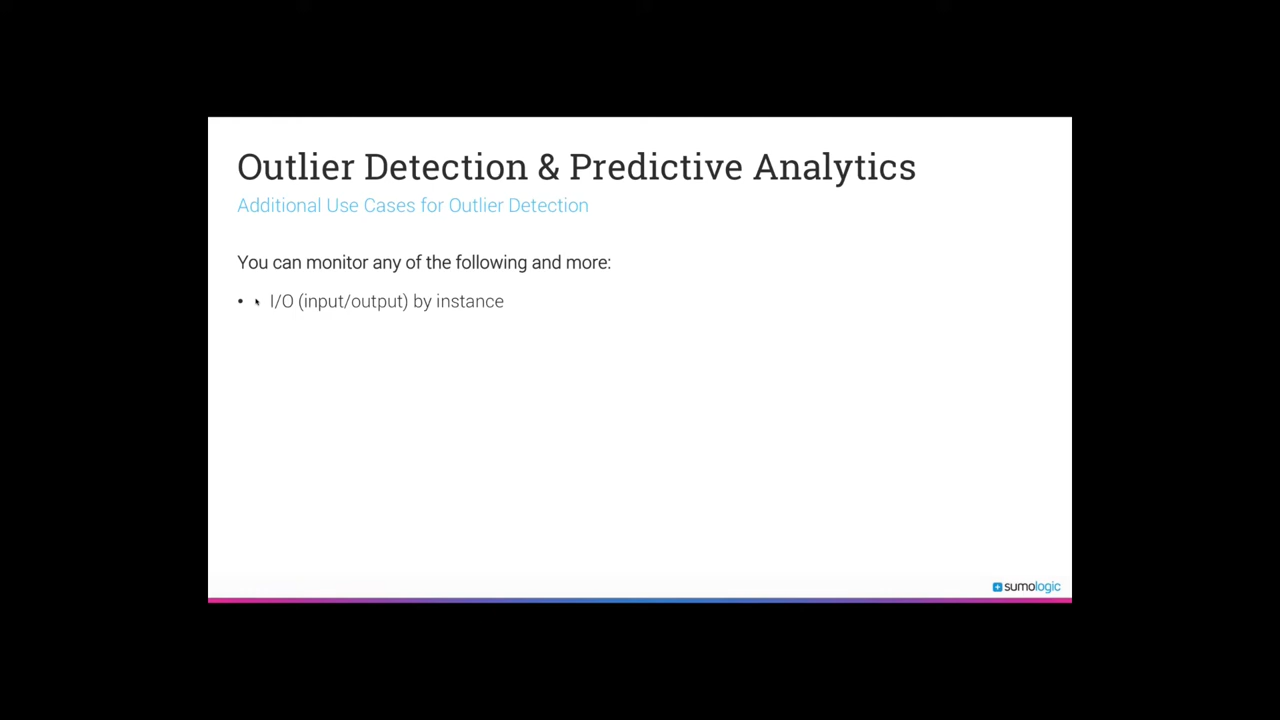 Outlier Detection & Predictive Analytics
Additional Use Cases for Outlier Detection
You can monitor any of the following and more:
• I/O (input/output) by instance
sumologic